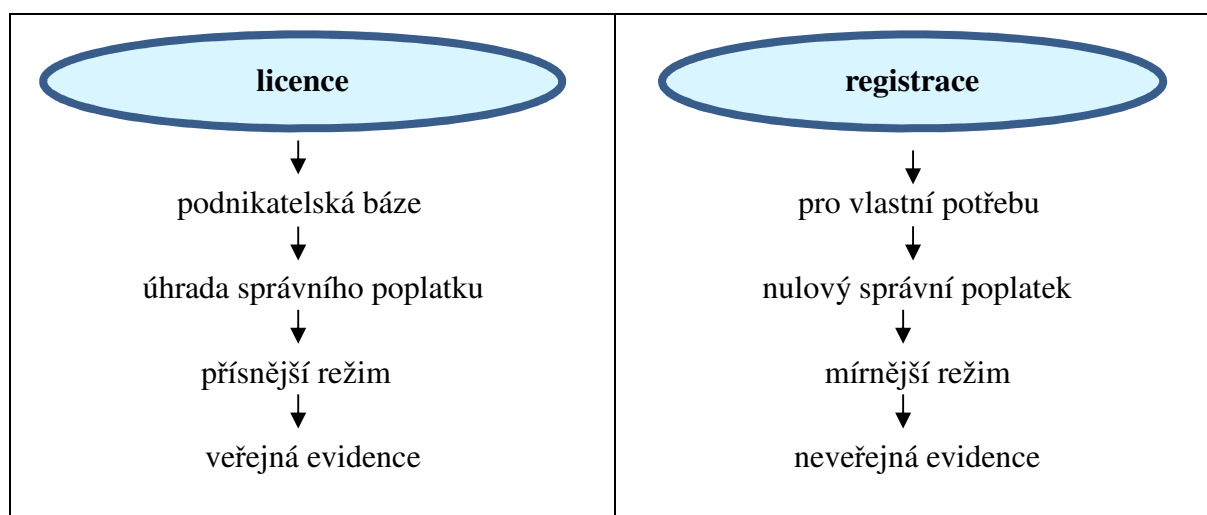 licence
podnikatelská báze
úhrada správního poplatku
přísnější režim
veřejná evidence
registrace
pro vlastní potřebu
nulový správní poplatek
mírnější režim
neveřejná evidence